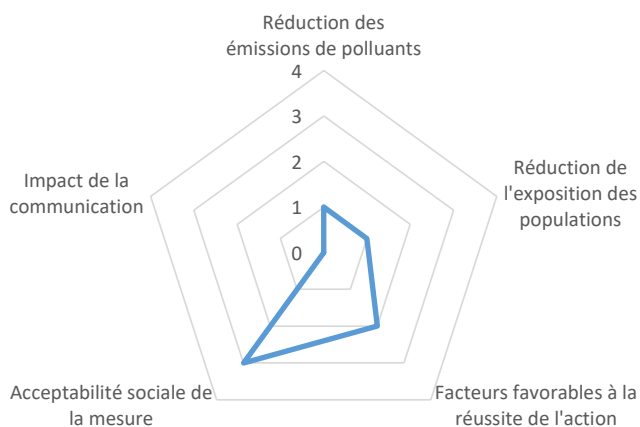 Réduction des
émissions de polluants
4
3
2
1
0
Réduction de
l'exposition des
populations
Facteurs favorables à la
réussite de l'action
Acceptabilité sociale de
la mesure
Impact de la
communication